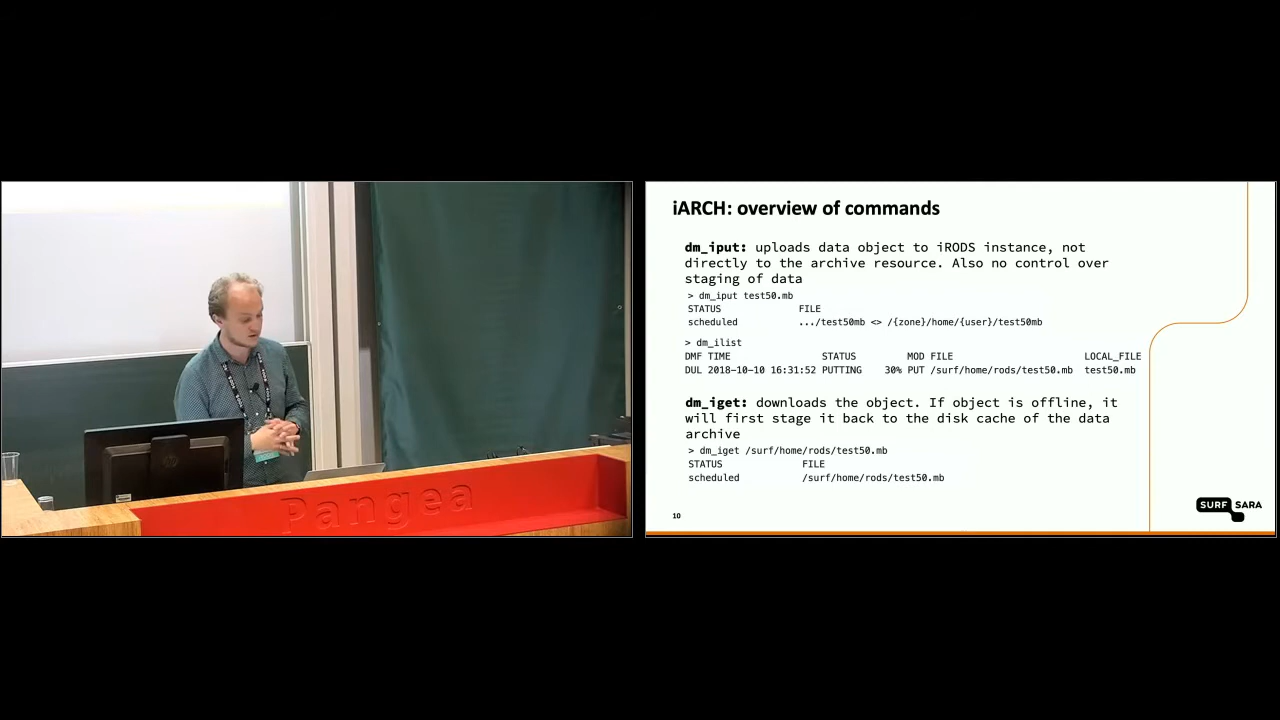 Pangea
iARCH: overview of commands
dm_iput: uploads data object to iRODS instance, not
directly to the archive resource. Also no control over
staging of data
> dm_iput test50.mb
STATUS FILE
scheduled .../test50mb <> /{zone}/home/{user}/test50mb
> dm_ilist
DMF TIME STATUS MOD FILE LOCAL_FILE
DUL 2018-10-10 16:31:52 PUTTING 30% PUT /surf/home/rods/test50.mb test50.mb
dm_iget: downloads the object. If object is offline, it
will first stage it back to the disk cache of the data
archive
> dm_iget /surf/home/rods/test50.mb
STATUS FILE
scheduled /surf/home/rods/test50.mb
10
SURF SARA